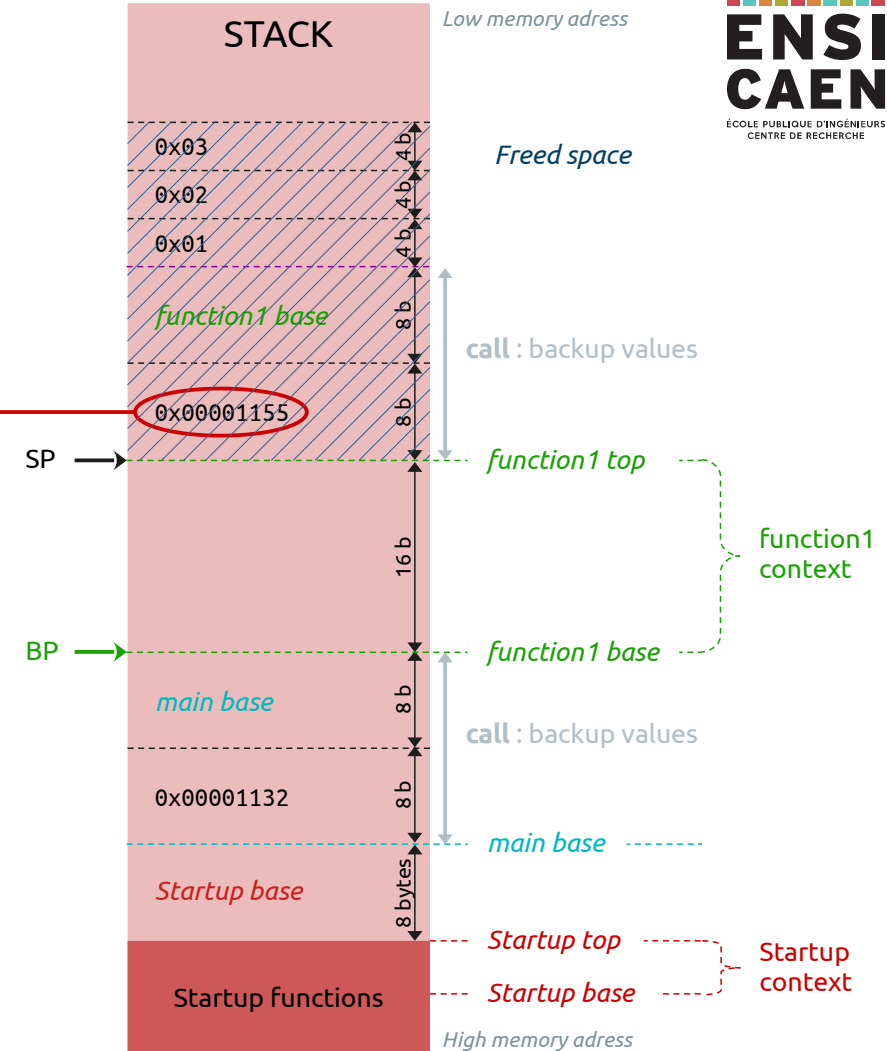 STACK
Low memory adress
ENSI
CAEN
ÉCOLE PUBLIQUE D'INGÉNIEURS
CENTRE DE RECHERCHE
0x03
4 b
Freed space
0x02
4 b
0x01
4 b
function1 base
8 b
call : backup values
0x00001155
8 b
SP
function1 top
16 b
function1
context
BP
function1 base
main base
8 b
call : backup values
0x00001132
8 b
main base
Startup base
8 bytes
Startup top
Startup
context
Startup functions
Startup base
High memory adress